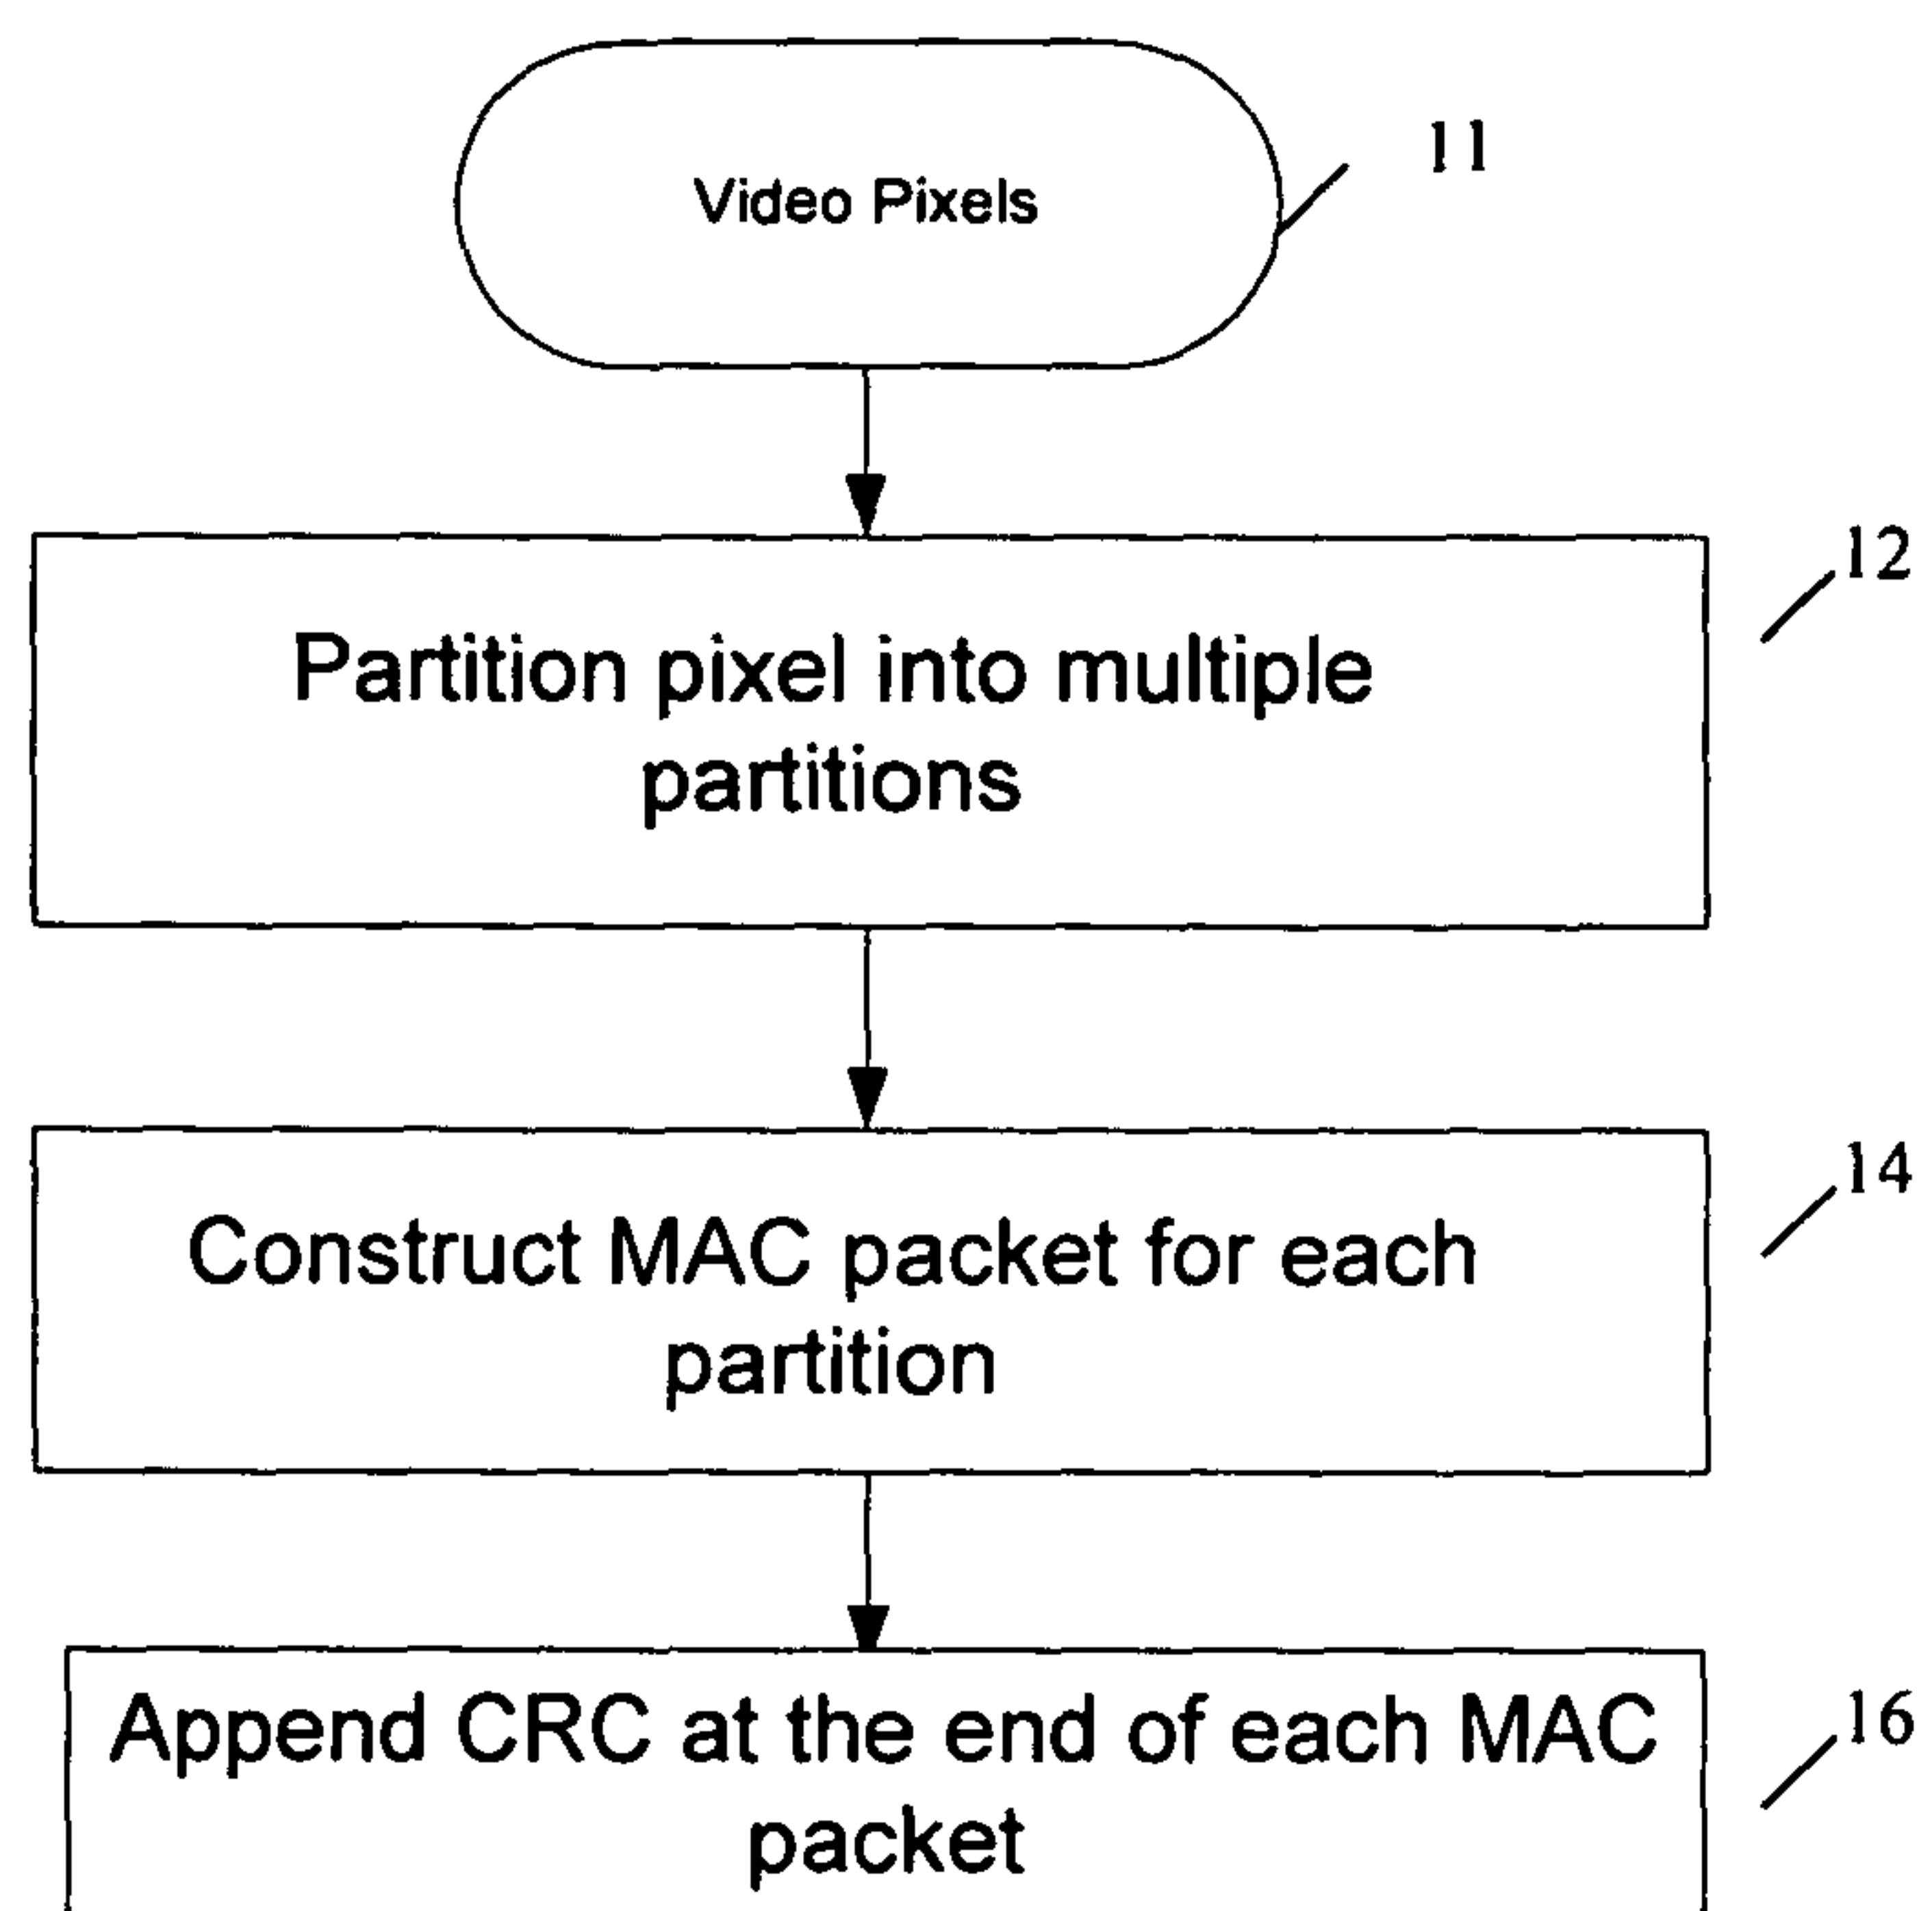 Video Pixels
11
12
Partition pixel into multiple
partitions
14
Construct MAC packet for each
partition
16
Append CRC at the end of each MAC
packet